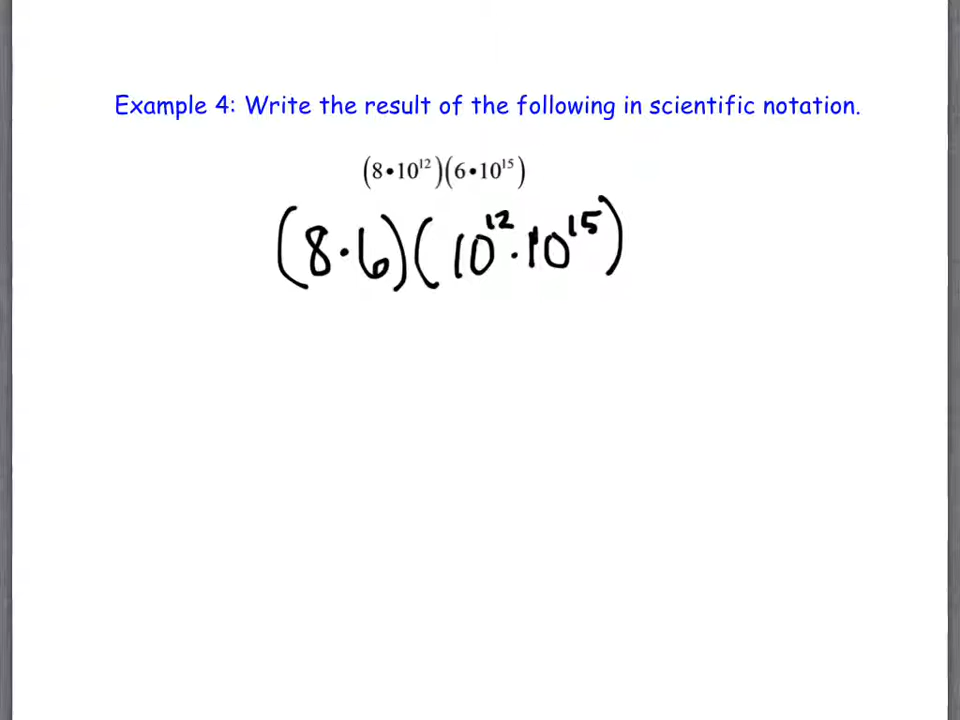 Example 4: Write the result of the following in scientific notation.
(8•10¹²)(6•10¹⁵)
(8·6)(10¹²·10¹⁵)